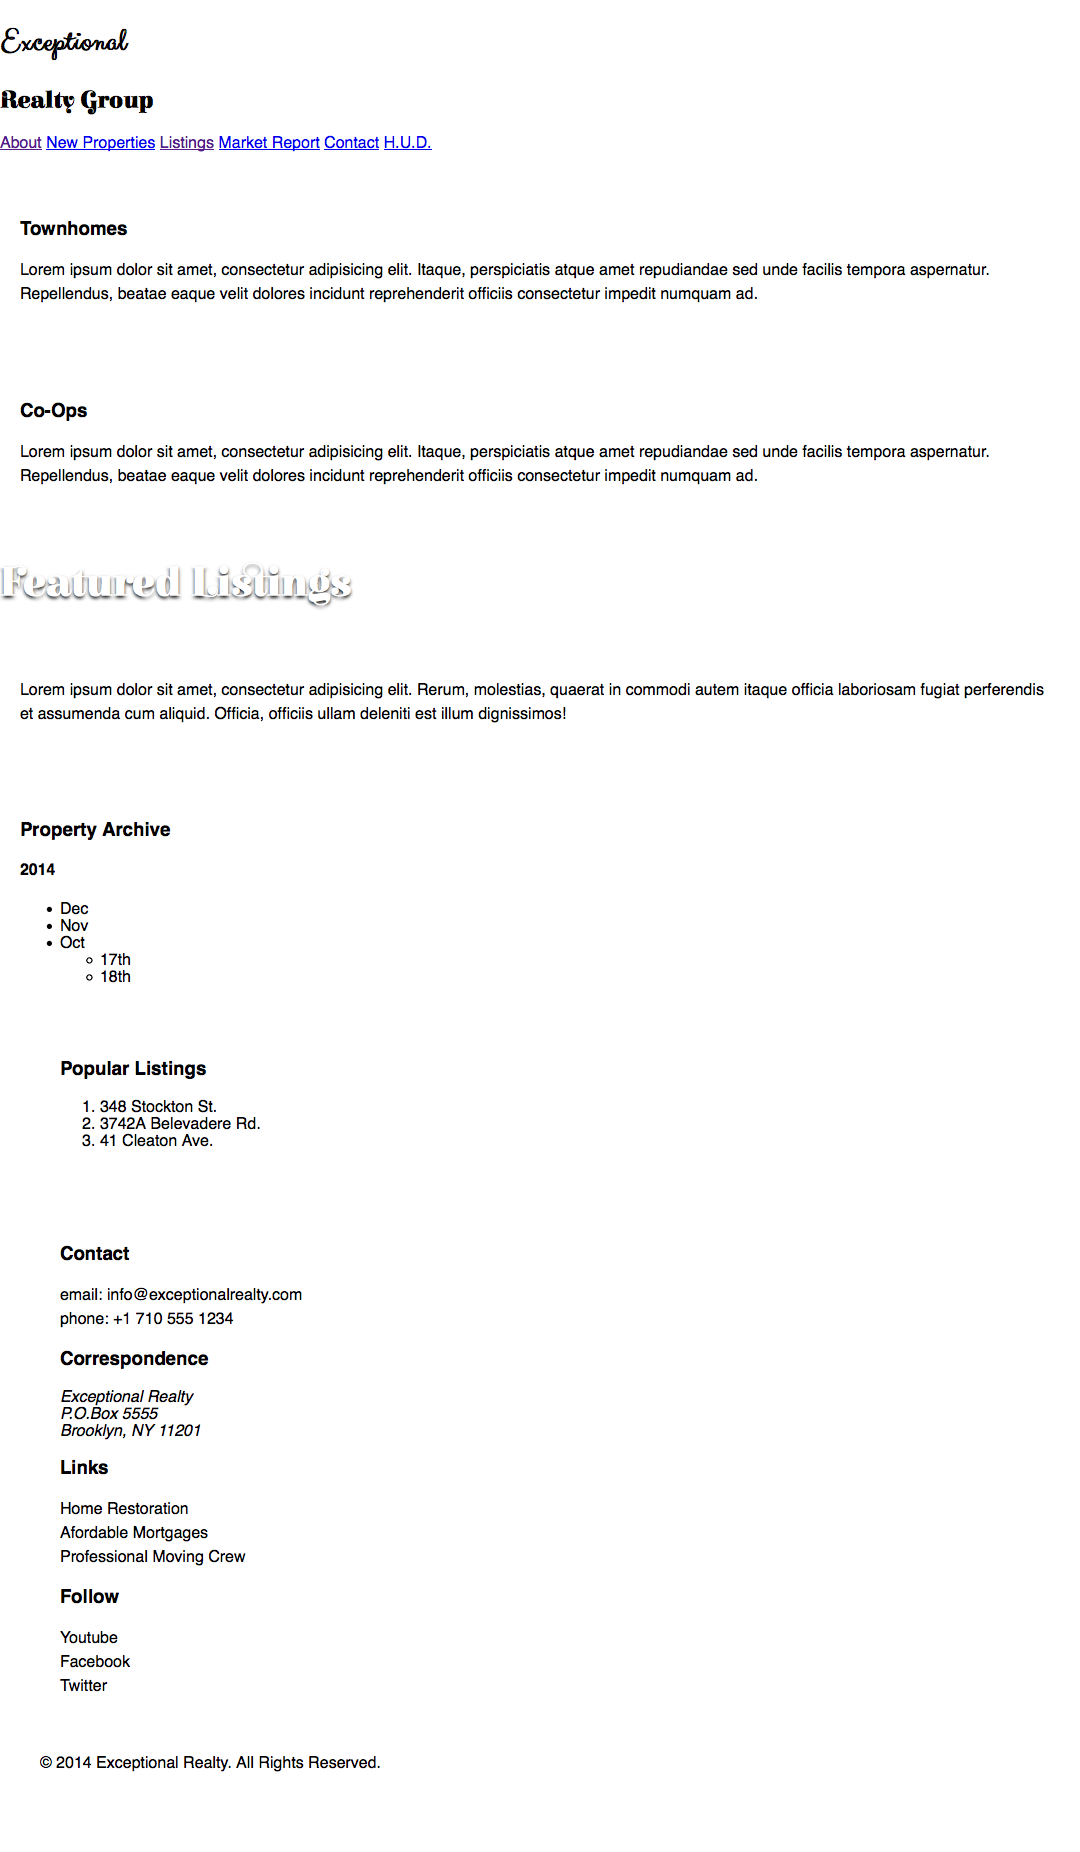 Exceptional
Realty Group
About New Properties Listings Market Report Contact H.U.D.
Townhomes
Lorem ipsum dolor sit amet, consectetur adipisicing elit. Itaque, perspiciatis atque amet repudiandae sed unde facilis tempora aspernatur.
Repellendus, beatae eaque velit dolores incidunt reprehenderit officiis consectetur impedit numquam ad.
Co-Ops
Lorem ipsum dolor sit amet, consectetur adipisicing elit. Itaque, perspiciatis atque amet repudiandae sed unde facilis tempora aspernatur.
Repellendus, beatae eaque velit dolores incidunt reprehenderit officiis consectetur impedit numquam ad.
Featured Listings
Lorem ipsum dolor sit amet, consectetur adipisicing elit. Rerum, molestias, quaerat in commodi autem itaque officia laboriosam fugiat perferendis
et assumenda cum aliquid. Officia, officiis ullam deleniti est illum dignissimos!
Property Archive
2014
• Dec
• Nov
• Oct
◦ 17th
◦ 18th
Popular Listings
1. 348 Stockton St.
2. 3742A Belevadere Rd.
3. 41 Cleaton Ave.
Contact
email: info@exceptionalrealty.com
phone: +1 710 555 1234
Correspondence
Exceptional Realty
P.O.Box 5555
Brooklyn, NY 11201
Links
Home Restoration
Afordable Mortgages
Professional Moving Crew
Follow
Youtube
Facebook
Twitter
© 2014 Exceptional Realty. All Rights Reserved.